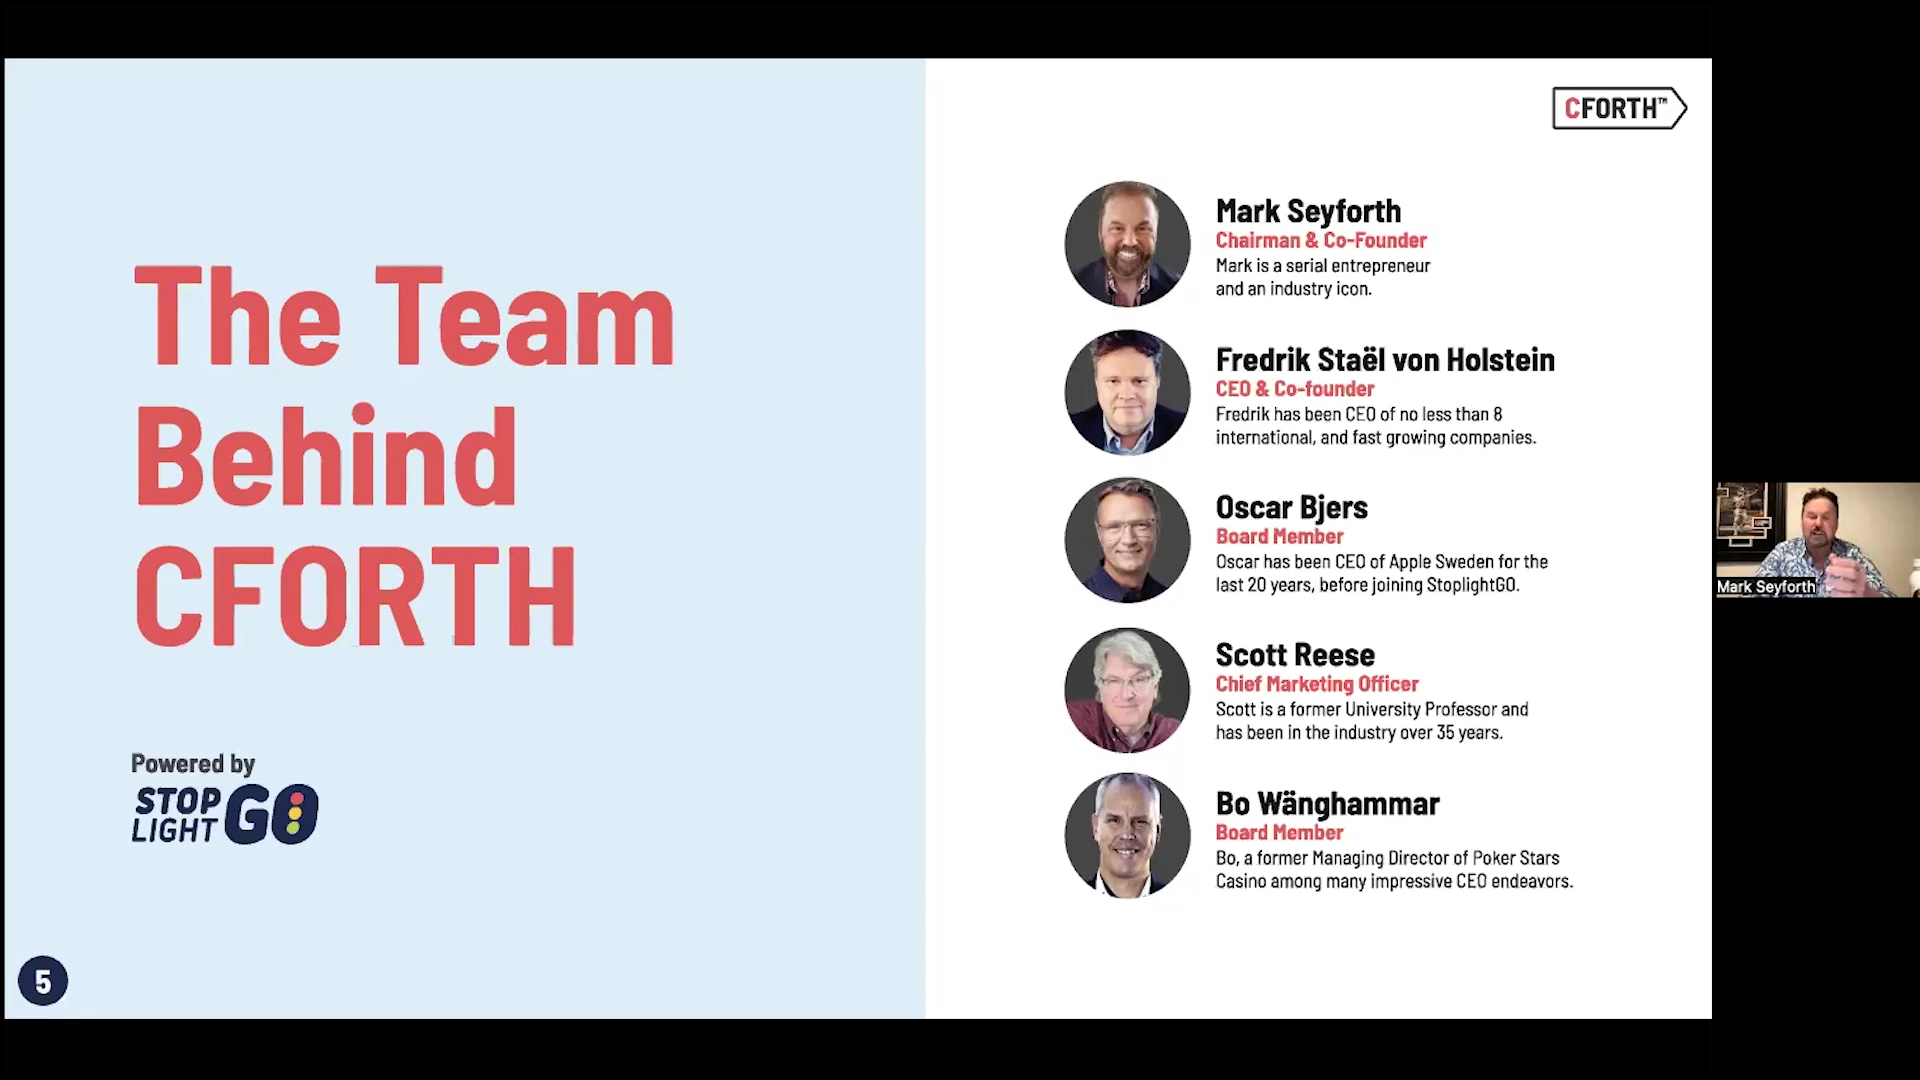 The Team
Behind
CFORTH
Powered by
STOP
LIGHT
GO
5
CFORTH™
Mark Seyforth
Chairman & Co-Founder
Mark is a serial entrepreneur
and an industry icon.
Fredrik Staël von Holstein
CEO & Co-founder
Fredrik has been CEO of no less than 8
international, and fast growing companies.
Oscar Bjers
Board Member
Oscar has been CEO of Apple Sweden for the
last 20 years, before joining StoplightGO.
Scott Reese
Chief Marketing Officer
Scott is a former University Professor and
has been in the industry over 35 years.
Bo Wänghammar
Board Member
Bo, a former Managing Director of Poker Stars
Casino among many impressive CEO endeavors.
Mark Seyforth